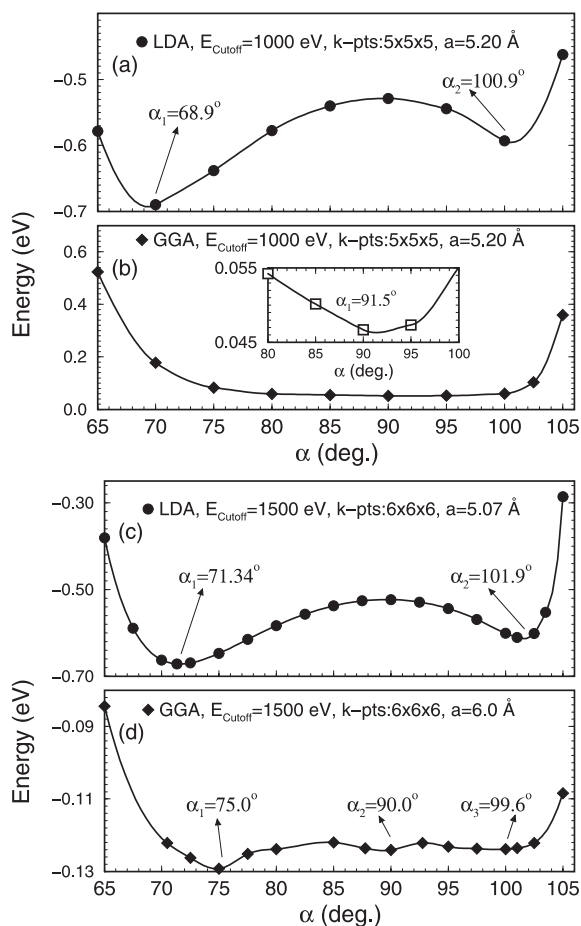 LDA, E_Cutoff=1000 eV, k−pts:5x5x5, a=5.20 Å
(a)
α₁=68.9°
α₂=100.9°
−0.5
−0.6
−0.7
GGA, E_Cutoff=1000 eV, k−pts:5x5x5, a=5.20 Å
(b)
0.6
0.4
0.2
0.0
0.055
0.045
α₁=91.5°
80 85 90 95 100
α (deg.)
65 70 75 80 85 90 95 100 105
α (deg.)
Energy (eV)
LDA, E_Cutoff=1500 eV, k−pts:6x6x6, a=5.07 Å
(c)
α₁=71.34°
α₂=101.9°
−0.30
−0.50
−0.70
GGA, E_Cutoff=1500 eV, k−pts:6x6x6, a=6.0 Å
(d)
α₁=75.0°
α₂=90.0°
α₃=99.6°
−0.09
−0.11
−0.13
65 70 75 80 85 90 95 100 105
α (deg.)
Energy (eV)